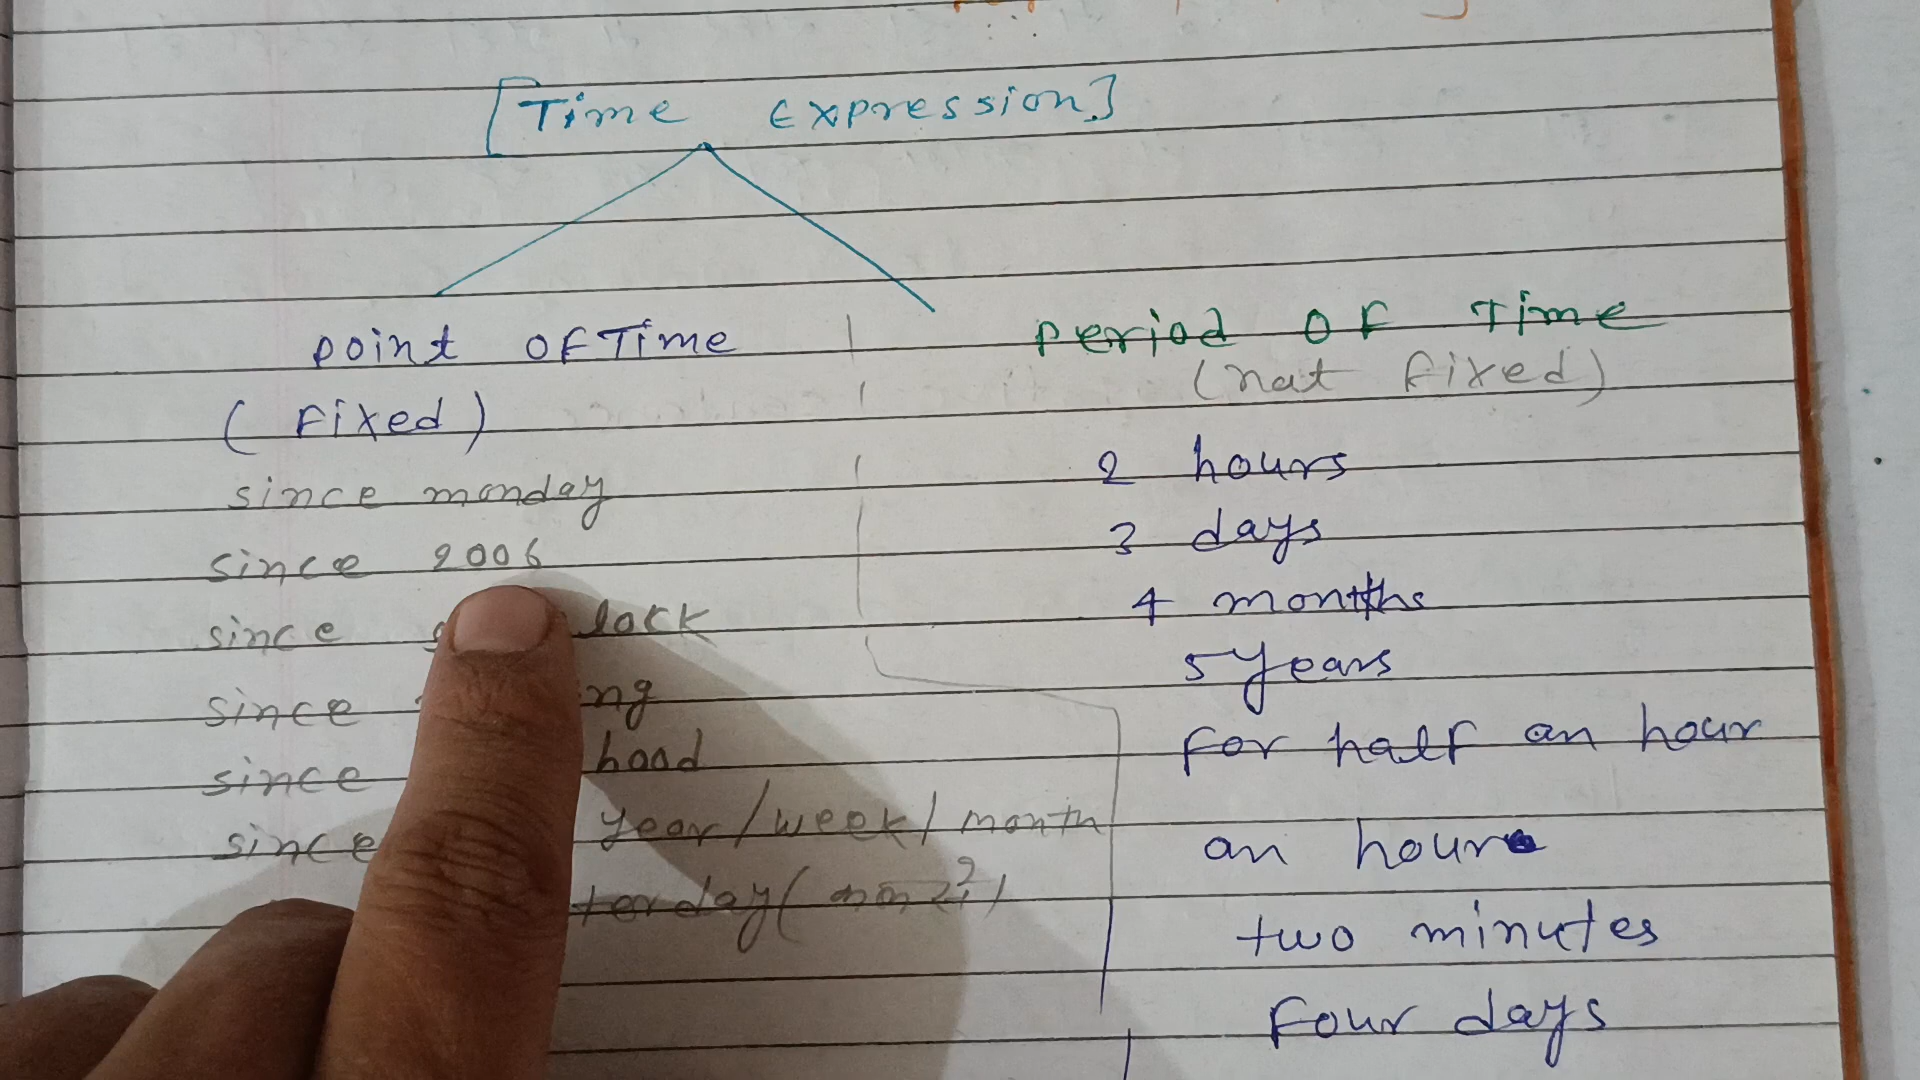 [Time Expression]
point of Time
(Fixed)
since monday
since 2006
since lock
since ng
since hood
since year/week/month
terday(
Period of Time
(not fixed)
2 hours
3 days
4 months
5 years
for half an hour
an hour
two minutes
Four days